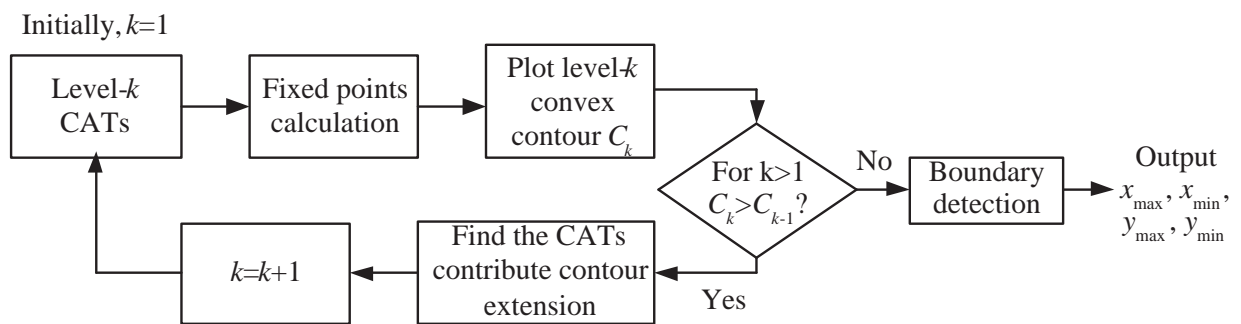 Initially, k=1
Level-k
CATs
Fixed points
calculation
Plot level-k
convex
contour C_k
For k>1
C_k>C_{k-1}?
No
Boundary
detection
Output
x_max, x_min,
y_max, y_min
Yes
Find the CATs
contribute contour
extension
k=k+1